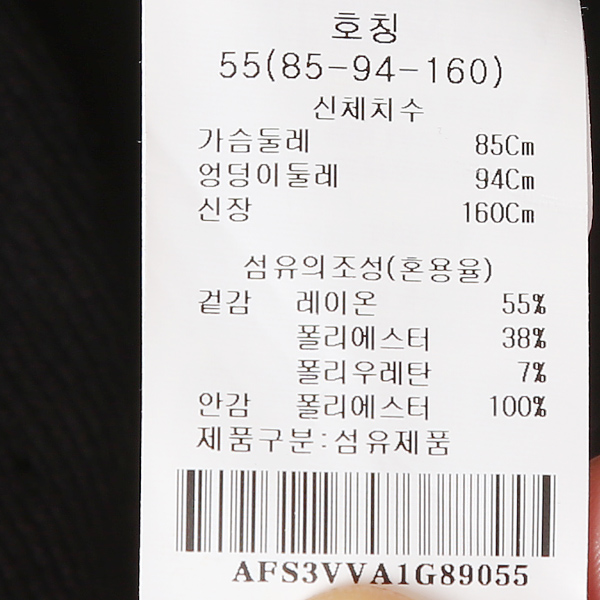 호칭
55(85-94-160)
신체치수
가슴둘레 85Cm
엉덩이둘레 94Cm
신장 160Cm
섬유의조성(혼용율)
겉감 레이온 55%
폴리에스터 38%
폴리우레탄 7%
안감 폴리에스터 100%
제품구분:섬유제품
AFS3VVA1G89055